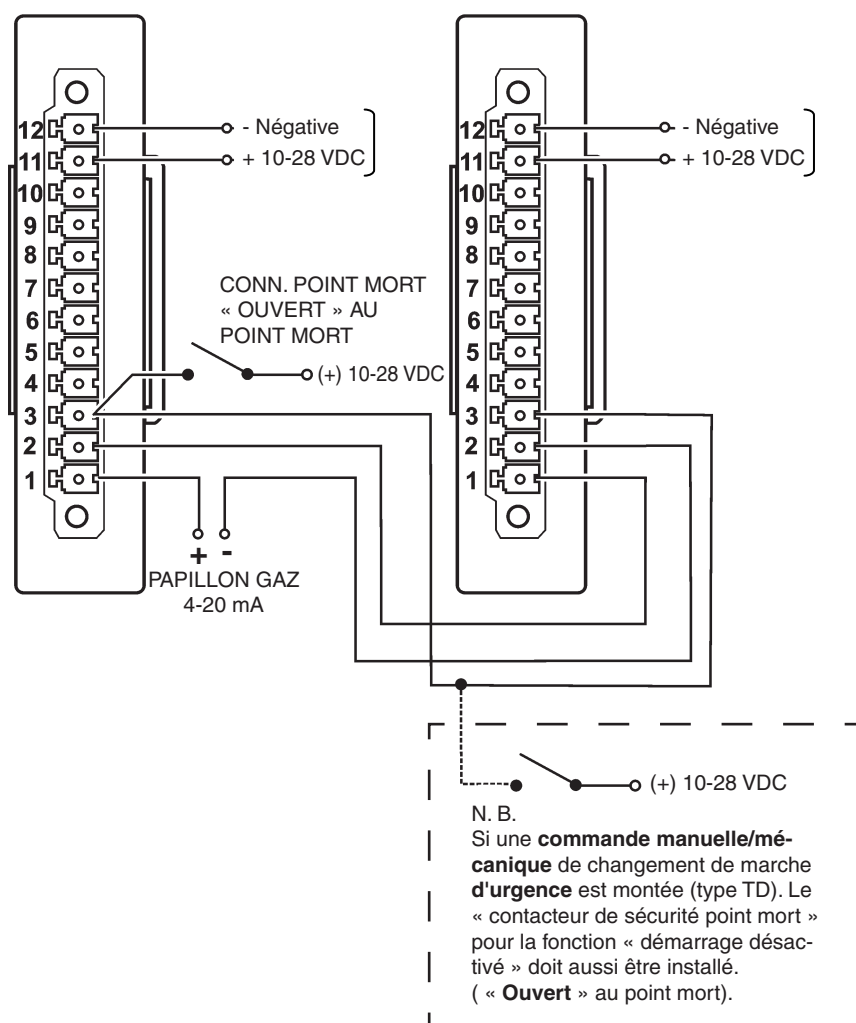 12
11
10
9
8
7
6
5
4
3
2
1
- Négative
+ 10-28 VDC
CONN. POINT MORT
« OUVERT » AU
POINT MORT
(+) 10-28 VDC
+ -
PAPILLON GAZ
4-20 mA
12
11
10
9
8
7
6
5
4
3
2
1
- Négative
+ 10-28 VDC
(+) 10-28 VDC
N. B.
Si une commande manuelle/mé-
canique de changement de marche
d'urgence est montée (type TD). Le
« contacteur de sécurité point mort »
pour la fonction « démarrage désac-
tivé » doit aussi être installé.
( « Ouvert » au point mort).